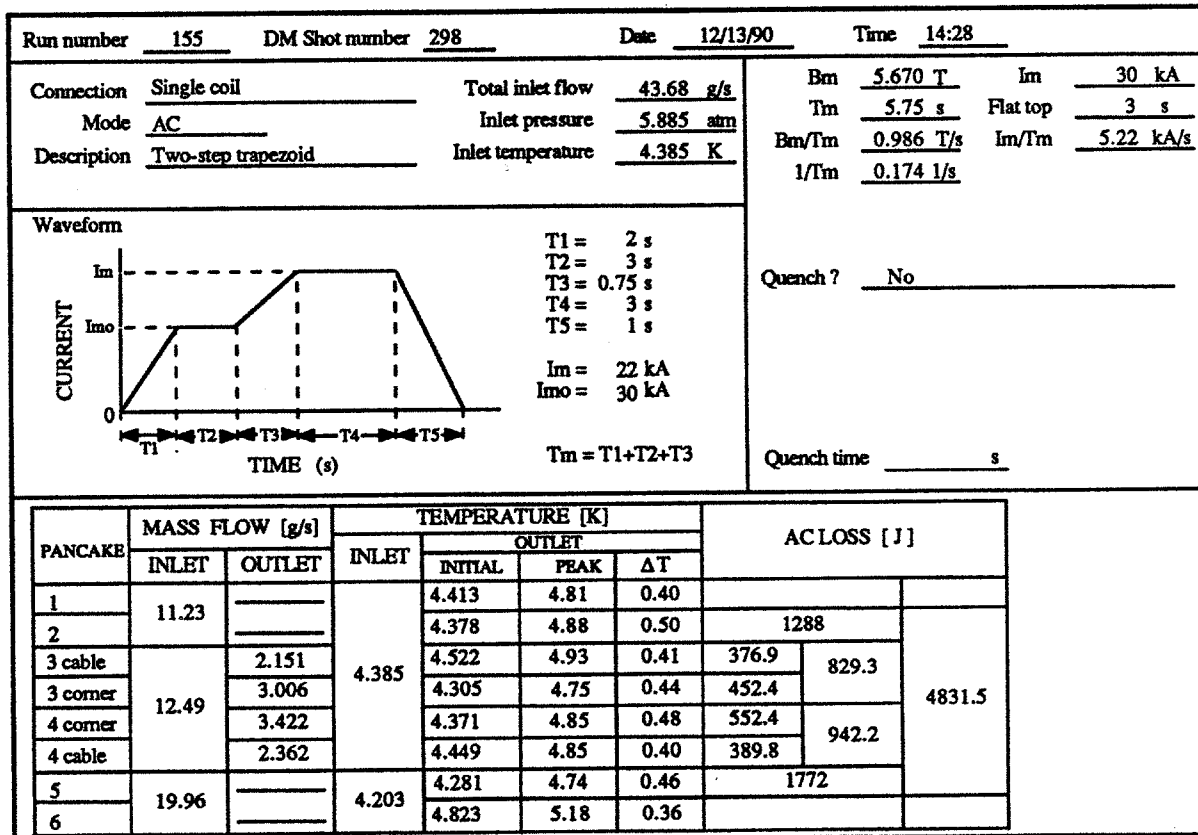 Run number 155 DM Shot number 298 Date 12/13/90 Time 14:28
Connection Single coil Total inlet flow 43.68 g/s
Mode AC Inlet pressure 5.885 atm
Description Two-step trapezoid Inlet temperature 4.385 K
Bm 5.670 T Im 30 kA
Tm 5.75 s Flat top 3 s
Bm/Tm 0.986 T/s Im/Tm 5.22 kA/s
1/Tm 0.174 1/s
Waveform
CURRENT
Im
Imo
0
T1 T2 T3 T4 T5
TIME (s)
T1 = 2 s
T2 = 3 s
T3 = 0.75 s
T4 = 3 s
T5 = 1 s
Im = 22 kA
Imo = 30 kA
Tm = T1+T2+T3
Quench ? No
Quench time s
PANCAKE MASS FLOW [g/s] TEMPERATURE [K] AC LOSS [J]
INLET OUTLET INLET OUTLET
INITIAL PEAK ΔT
1 11.23 4.385 4.413 4.81 0.40
2 4.378 4.88 0.50 1288 4831.5
3 cable 12.49 2.151 4.522 4.93 0.41 376.9 829.3
3 corner 3.006 4.305 4.75 0.44 452.4
4 corner 3.422 4.371 4.85 0.48 552.4 942.2
4 cable 2.362 4.449 4.85 0.40 389.8
5 19.96 4.203 4.281 4.74 0.46 1772
6 4.823 5.18 0.36